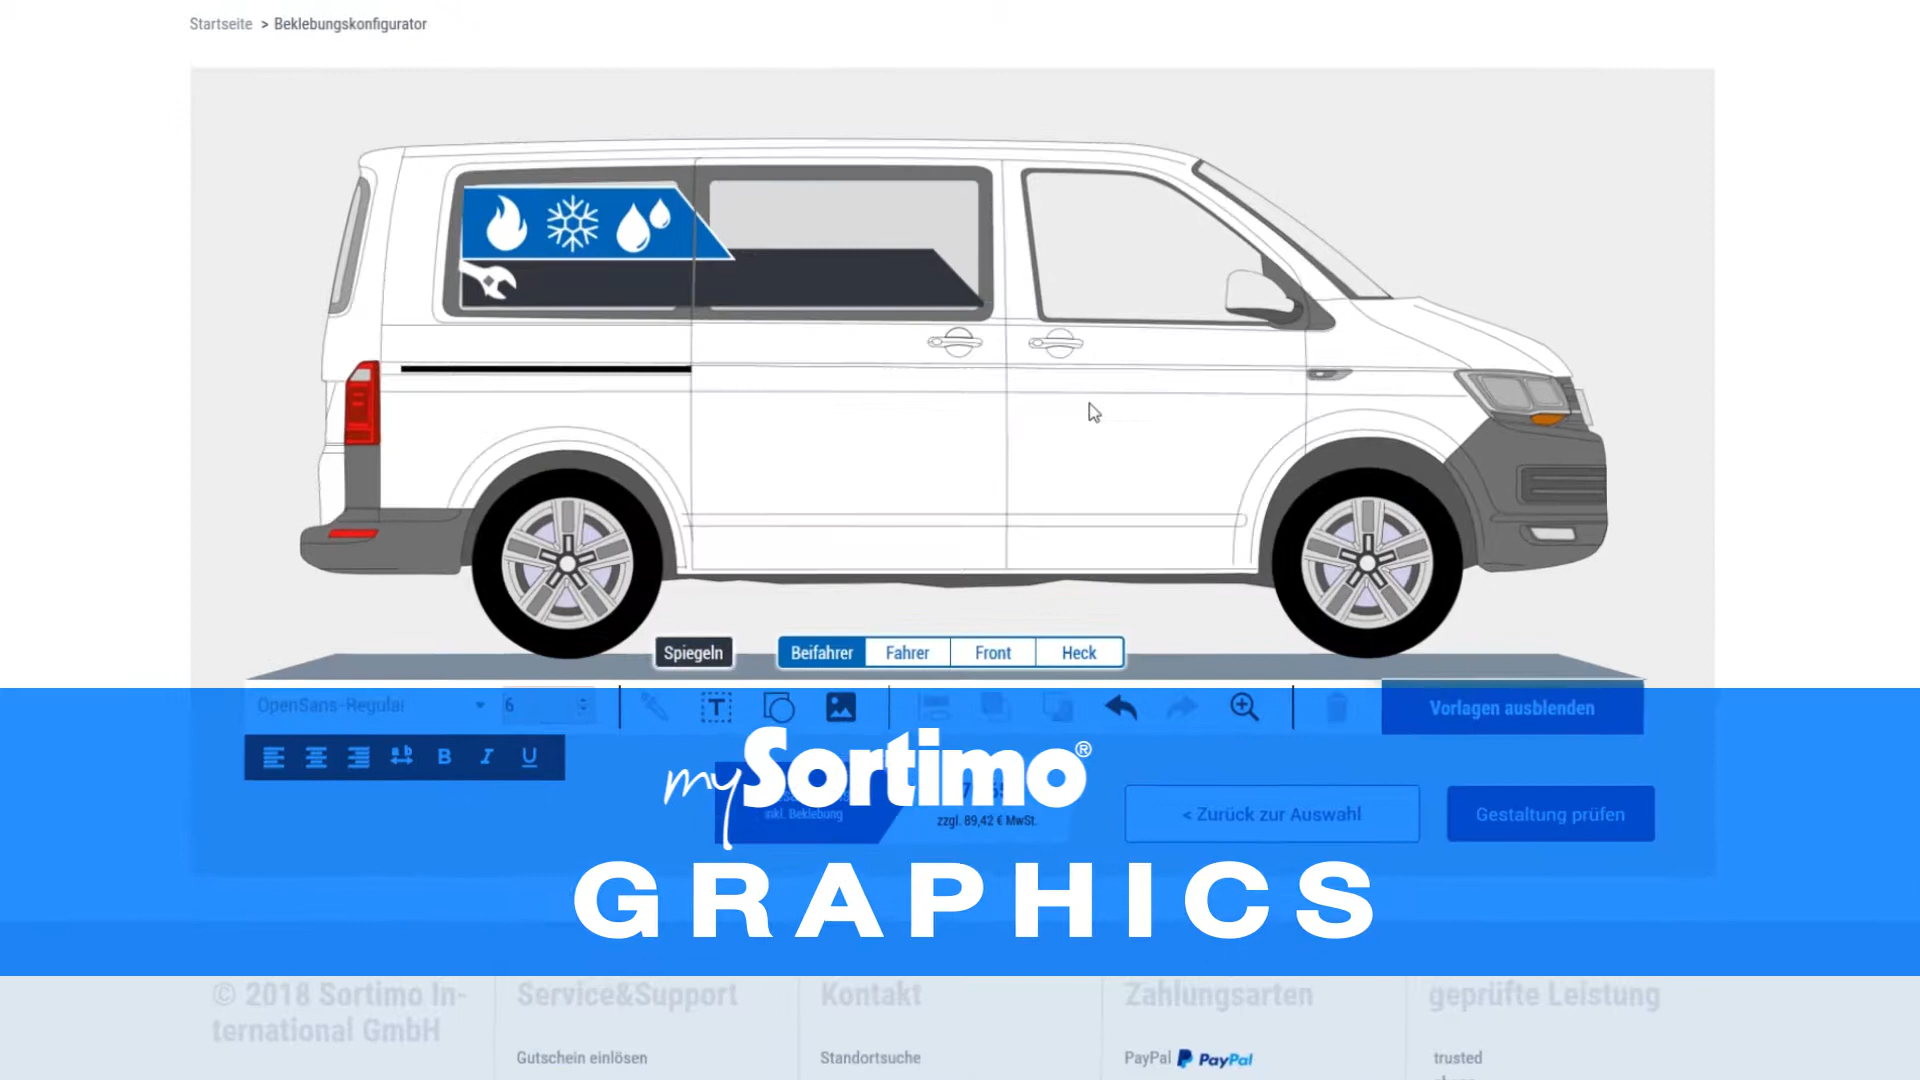 Startseite > Beklebungskonfigurator
Spiegeln
Beifahrer Fahrer Front Heck
OpenSans-Regular 6
T
Vorlagen ausblenden
a b B I U
mySortimo®
inkl. Beklebung
zzgl. 89,42 € MwSt.
< Zurück zur Auswahl
Gestaltung prüfen
GRAPHICS
© 2018 Sortimo In-
ternational GmbH
Service&Support
Gutschein einlösen
Kontakt
Standortsuche
Zahlungsarten
PayPal PayPal
geprüfte Leistung
trusted